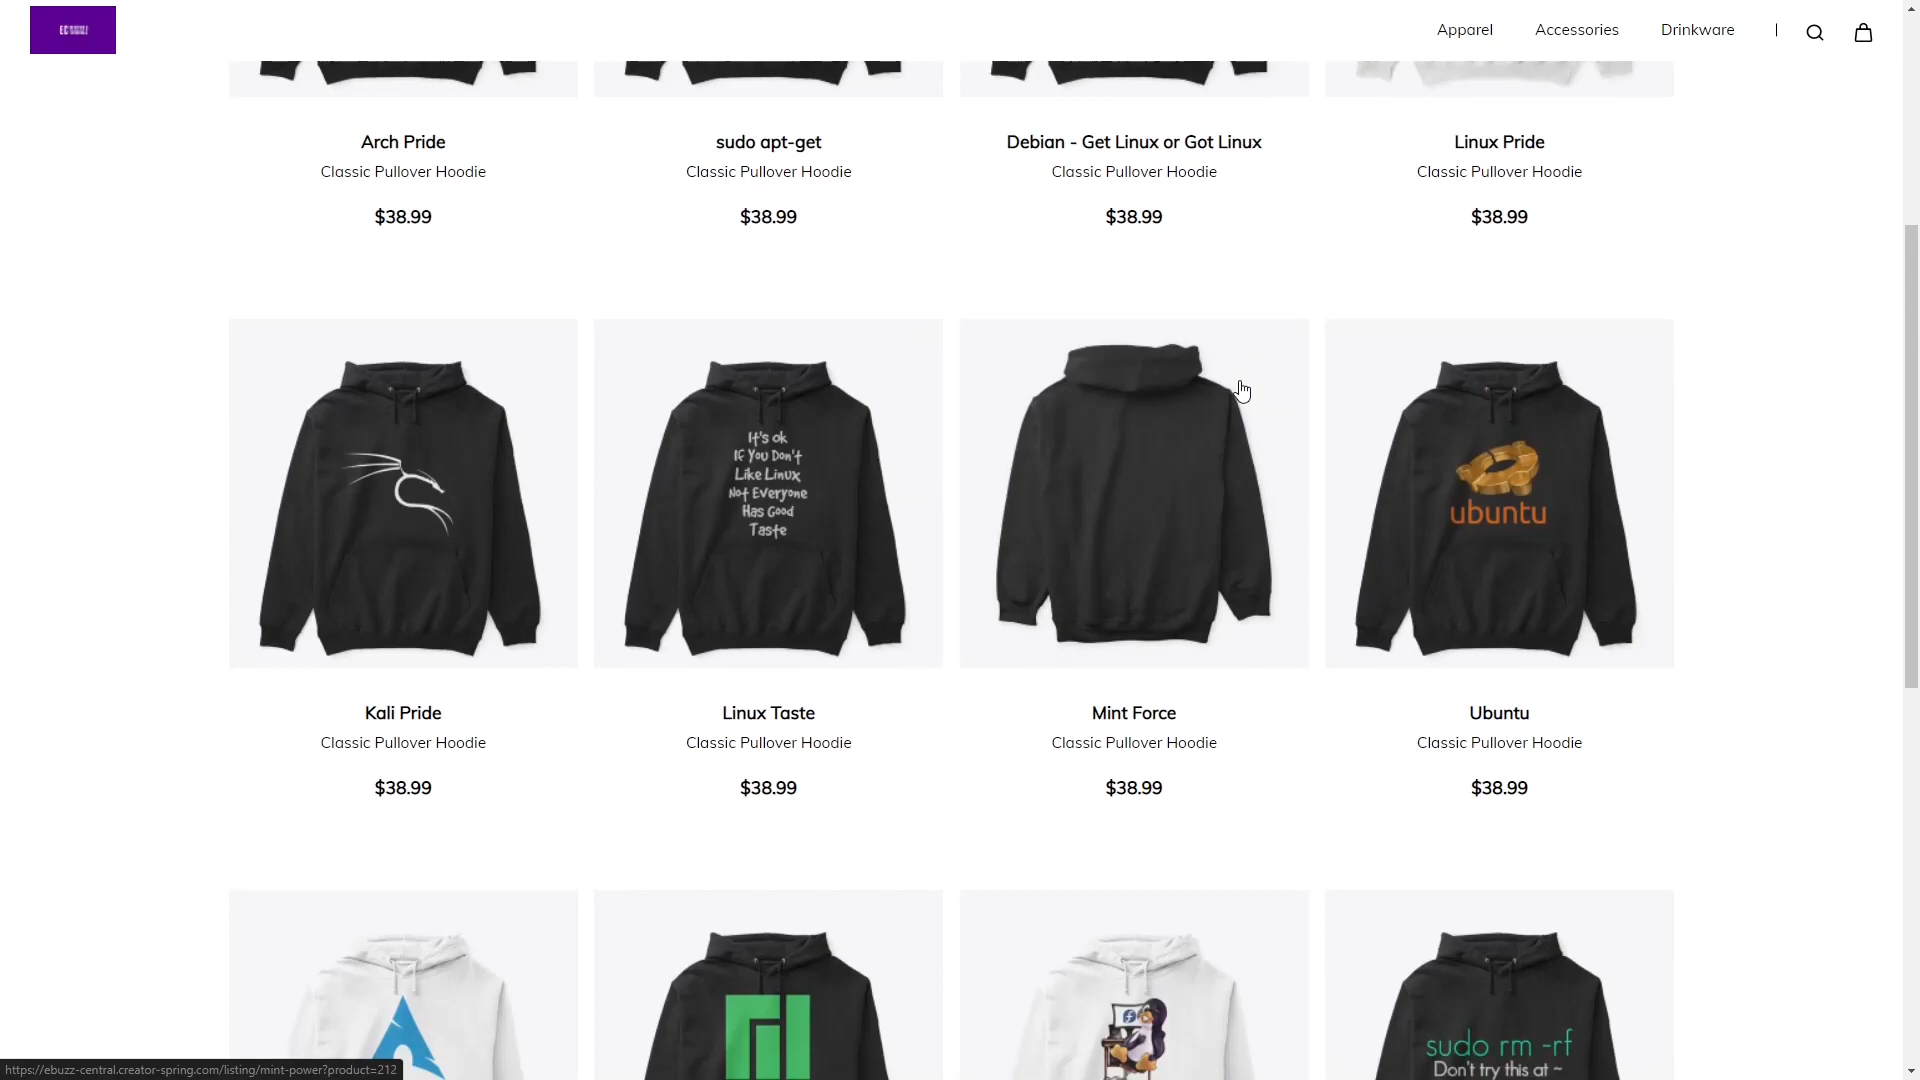 Apparel
Accessories
Drinkware
Arch Pride
Classic Pullover Hoodie
$38.99
sudo apt-get
Classic Pullover Hoodie
$38.99
Debian - Get Linux or Got Linux
Classic Pullover Hoodie
$38.99
Linux Pride
Classic Pullover Hoodie
$38.99
It's ok
If You Don't
Like Linux
Not Everyone
Has Good
Taste
ubuntu
Kali Pride
Classic Pullover Hoodie
$38.99
Linux Taste
Classic Pullover Hoodie
$38.99
Mint Force
Classic Pullover Hoodie
$38.99
Ubuntu
Classic Pullover Hoodie
$38.99
sudo rm -rf
Don't try this at ~
https://ebuzz-central.creator-spring.com/listing/mint-power?product=212